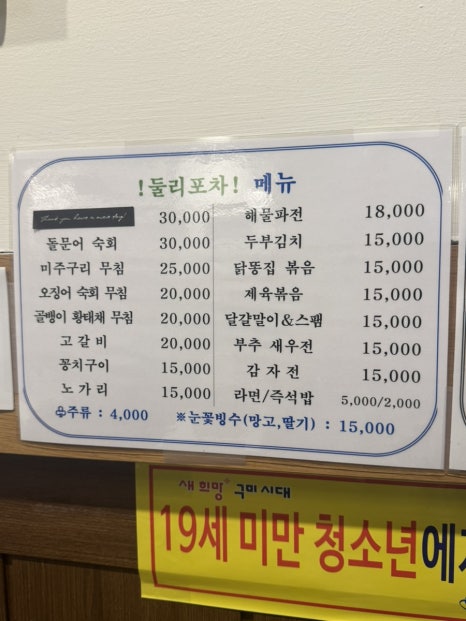 !둘리포차! 메뉴
Thank you have a nice day! 30,000
돌문어 숙회 30,000
미주구리 무침 25,000
오징어 숙회 무침 20,000
골뱅이 황태채 무침 20,000
고갈비 20,000
꽁치구이 15,000
노가리 15,000
해물파전 18,000
두부김치 15,000
닭똥집 볶음 15,000
제육볶음 15,000
달걀말이&스팸 15,000
부추 새우전 15,000
감자전 15,000
라면/즉석밥 5,000/2,000
주류 : 4,000 ※눈꽃빙수(망고,딸기) : 15,000
새 희망 구미 시대
19세 미만 청소년에게